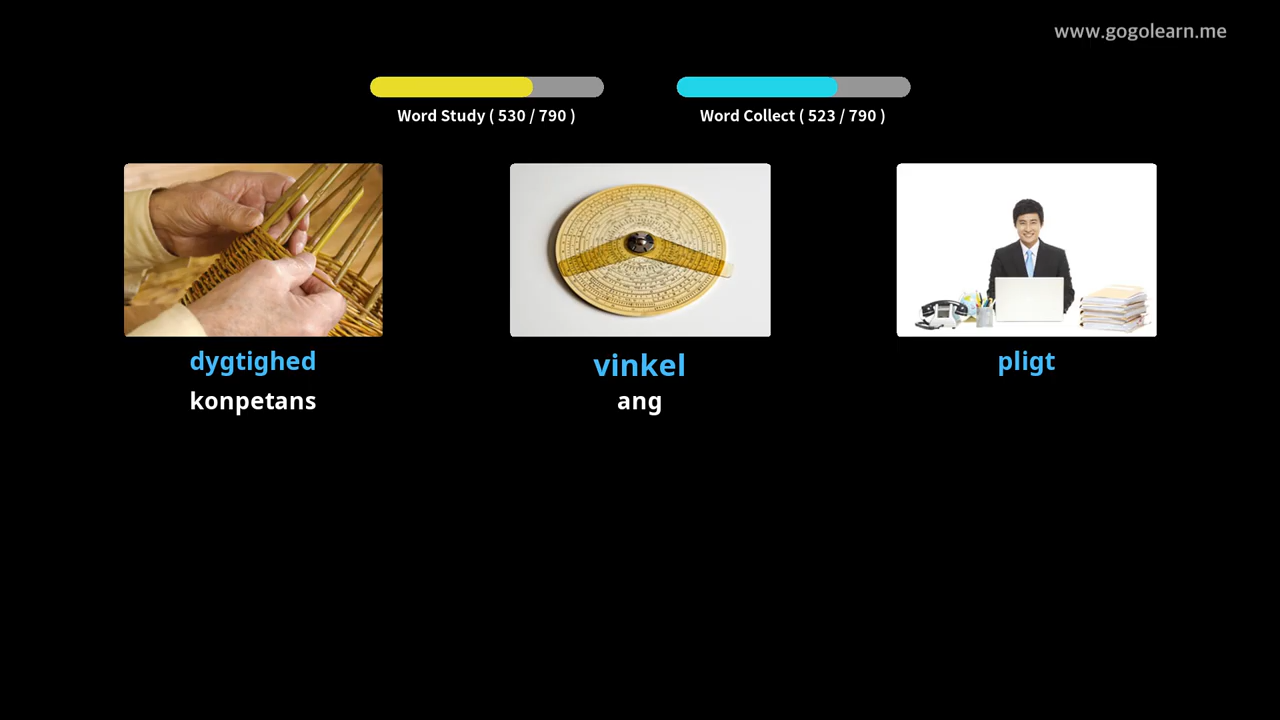 www.gogolearn.me
Word Study ( 530 / 790 )
Word Collect ( 523 / 790 )
dygtighed
vinkel
pligt
konpetans
ang